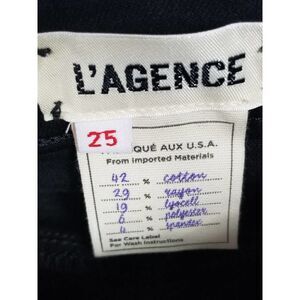 L'AGENCE
25
QUÉ AUX U.S.A.
From Imported Materials
42 % cotton
29 % rayon
19 % lyocell
6 % polyester
4 % spandex
See Care Label
For Wash Instructions